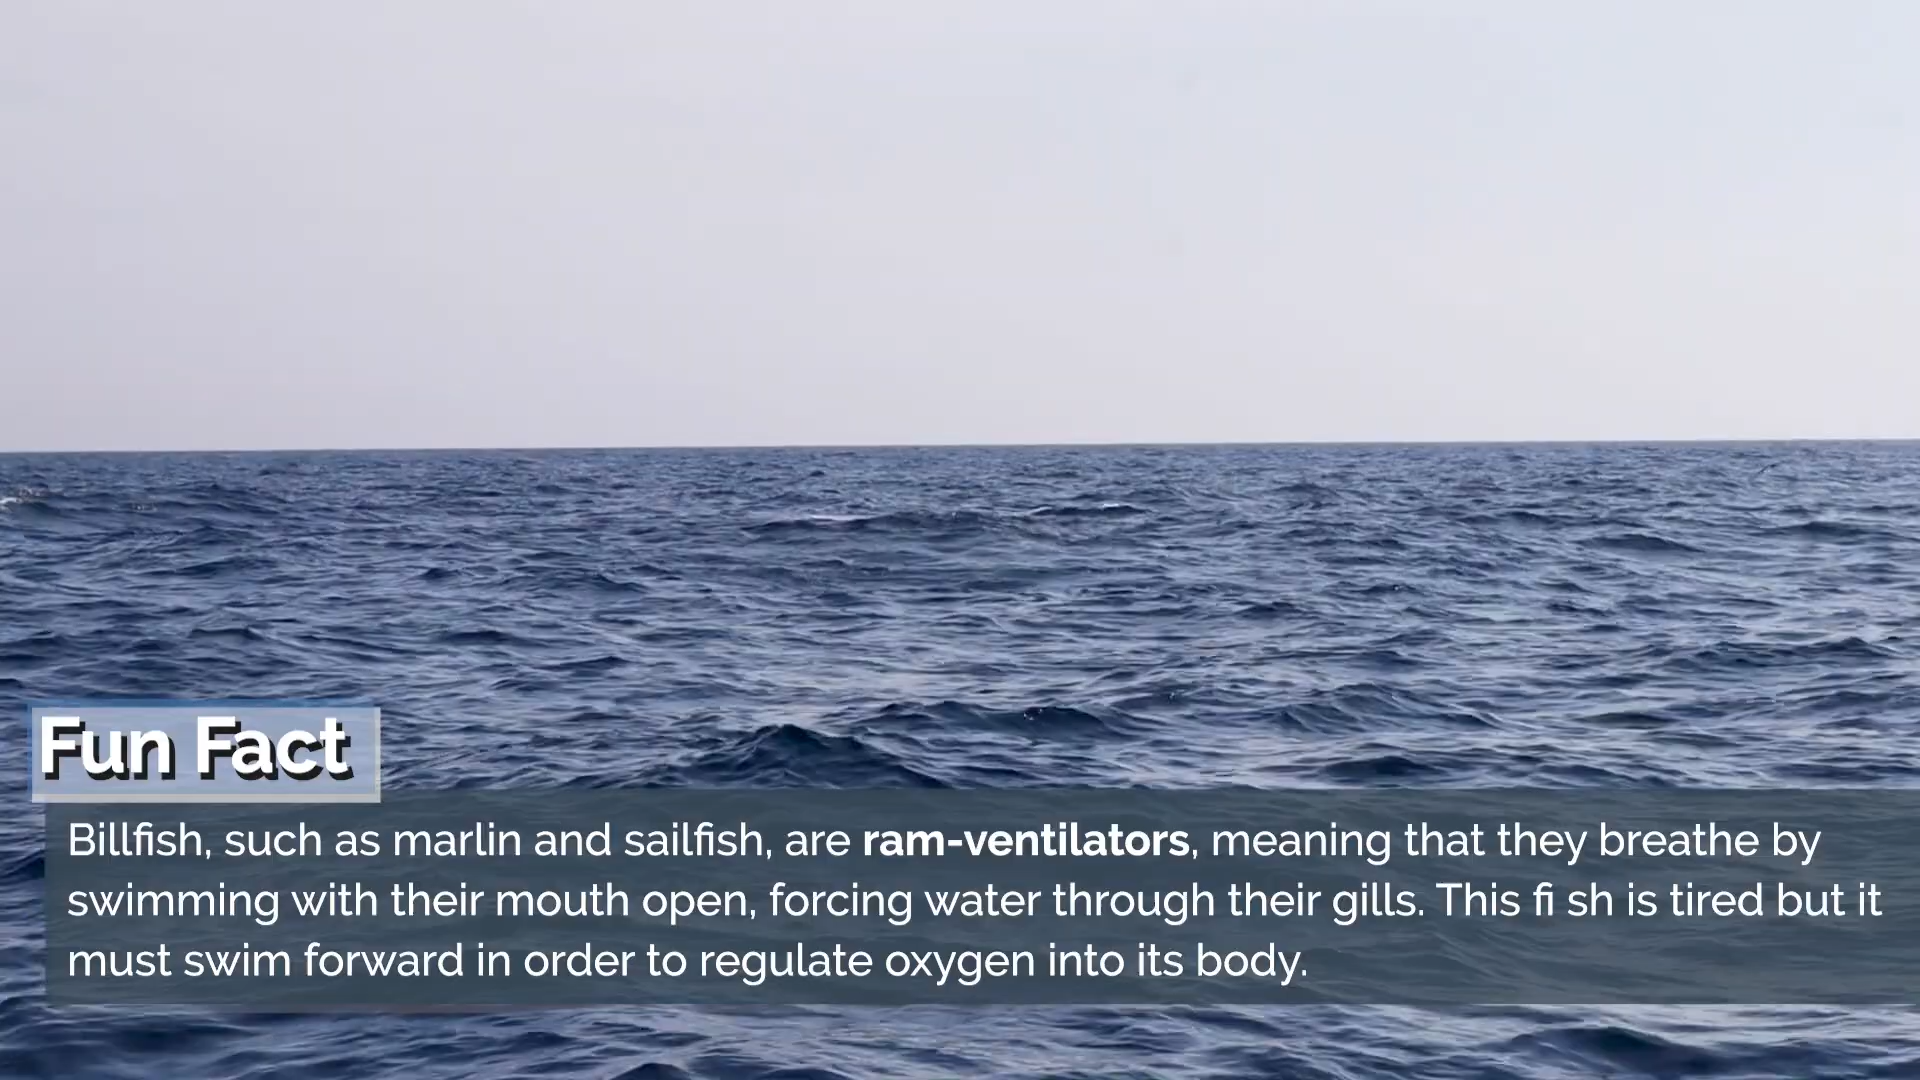 Fun Fact
Billfish, such as marlin and sailfish, are ram-ventilators, meaning that they breathe by
swimming with their mouth open, forcing water through their gills. This fi sh is tired but it
must swim forward in order to regulate oxygen into its body.